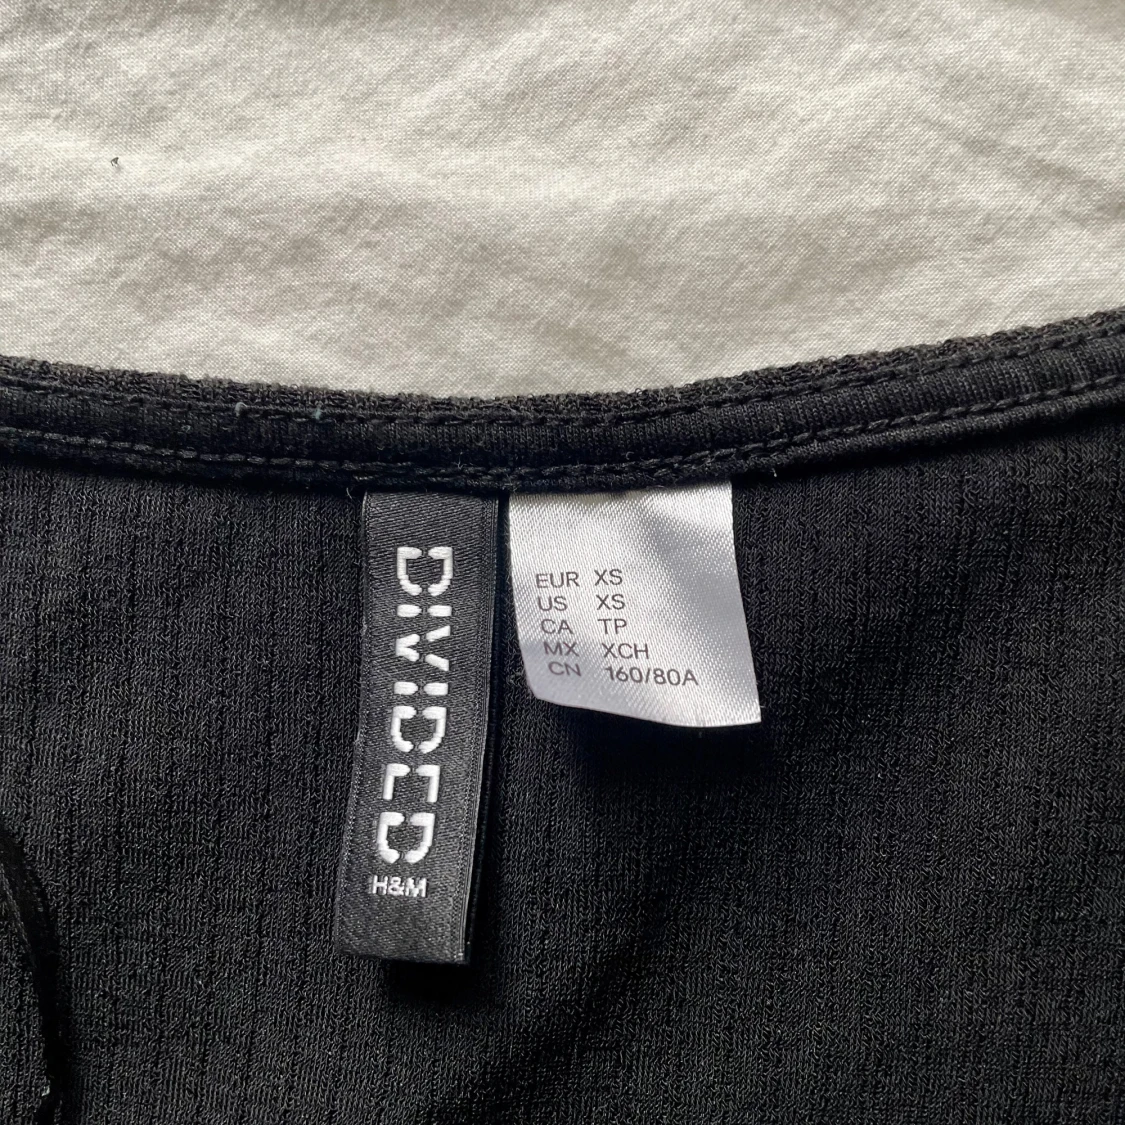 DIVIDED
H&M
EUR XS
US XS
CA TP
MX XCH
CN 160/80A